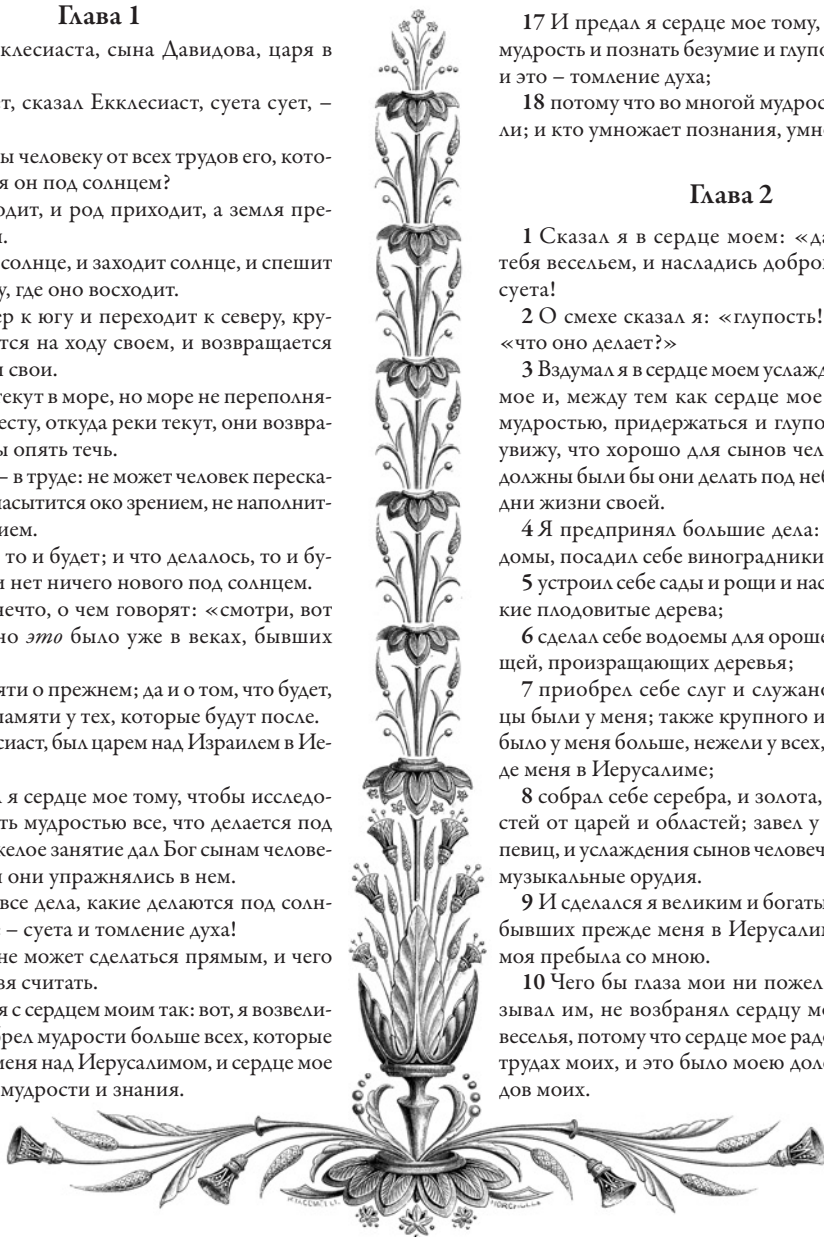 Глава 1
клесиаста, сына Давидова, царя в
т, сказал Екклесиаст, суета сует, –
ы человеку от всех трудов его, кото-
я он под солнцем?
одит, и род приходит, а земля пре-
солнце, и заходит солнце, и спешит
у, где оно восходит.
ер к югу и переходит к северу, кру-
тся на ходу своем, и возвращается
и свои.
текут в море, но море не переполня-
есту, откуда реки текут, они возвра-
ы опять течь.
– в труде: не может человек переска-
насытится око зрением, не наполнит-
ием.
то и будет; и что делалось, то и бу-
и нет ничего нового под солнцем.
нечто, о чем говорят: «смотри, вот
но это было уже в веках, бывших
яти о прежнем; да и о том, что будет,
памяти у тех, которые будут после.
сиаст, был царем над Израилем в Ие-
л я сердце мое тому, чтобы исследо-
ть мудростью все, что делается под
желое занятие дал Бог сынам челове-
и они упражнялись в нем.
все дела, какие делаются под солн-
– суета и томление духа!
не может сделаться прямым, и чего
зя считать.
я с сердцем моим так: вот, я возвели-
брел мудрости больше всех, которые
меня над Иерусалимом, и сердце мое
мудрости и знания.
17 И предал я сердце мое тому,
мудрость и познать безумие и глупо
и это – томление духа;
18 потому что во многой мудрос
ли; и кто умножает познания, умно
Глава 2
1 Сказал я в сердце моем: «да
тебя весельем, и насладись добро
суета!
2 О смехе сказал я: «глупость!
«что оно делает?»
3 Вздумал я в сердце моем услажд
мое и, между тем как сердце мое
мудростью, придержаться и глупо
увижу, что хорошо для сынов чел
должны были бы они делать под неб
дни жизни своей.
4 Я предпринял большие дела:
домы, посадил себе виноградники
5 устроил себе сады и рощи и нас
кие плодовитые дерева;
6 сделал себе водоемы для ороше
щей, произращающих деревья;
7 приобрел себе слуг и служано
цы были у меня; также крупного и
было у меня больше, нежели у всех,
де меня в Иерусалиме;
8 собрал себе серебра, и золота,
стей от царей и областей; завел у
певиц, и услаждения сынов человеч
музыкальные орудия.
9 И сделался я великим и богаты
бывших прежде меня в Иерусали
моя пребыла со мною.
10 Чего бы глаза мои ни пожел
зывал им, не возбранял сердцу м
веселья, потому что сердце мое рад
трудах моих, и это было моею дол
дов моих.